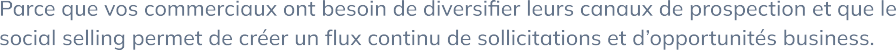 Parce que vos commerciaux ont besoin de diversifier leurs canaux de prospection et que le
social selling permet de créer un flux continu de sollicitations et d’opportunités business.